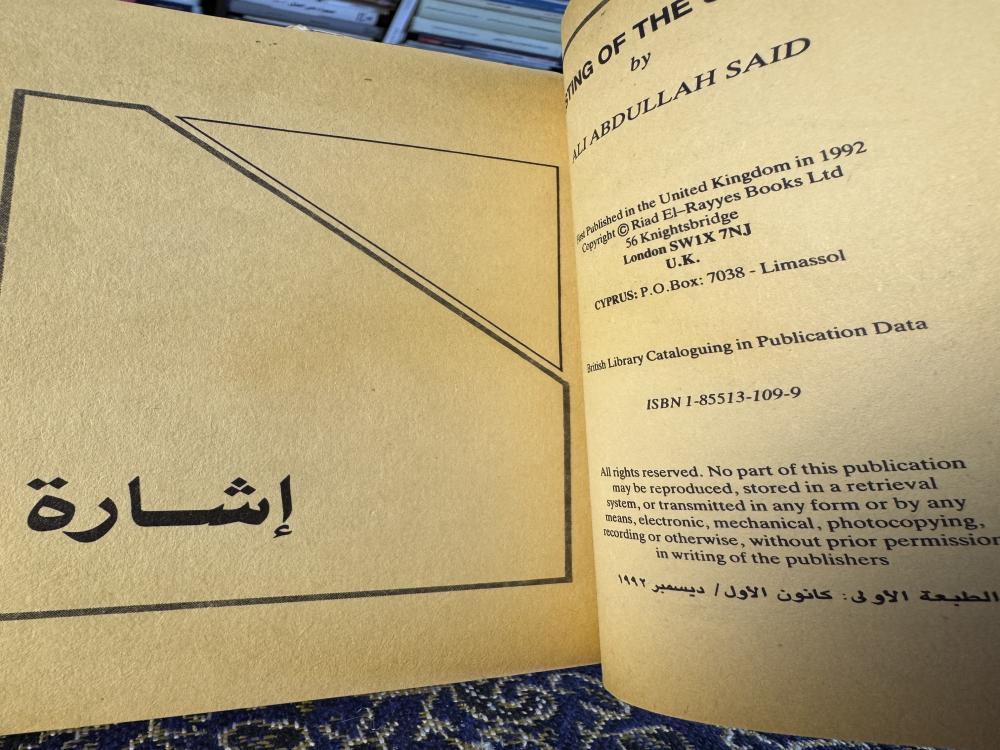 إشارة
OF THE
by
ALI ABDULLAH SAID
First Published in the United Kingdom in 1992
Copyright © Riad El-Rayyes Books Ltd
56 Knightsbridge
London SW1X 7NJ
U.K.
CYPRUS: P.O.Box: 7038 - Limassol
British Library Cataloguing in Publication Data
ISBN 1-85513-109-9
All rights reserved. No part of this publication
may be reproduced, stored in a retrieval
system, or transmitted in any form or by any
means, electronic, mechanical, photocopying,
recording or otherwise, without prior permission
in writing of the publishers
الطبعة الاولى: كانون الاول/ ديسمبر ١٩٩٢